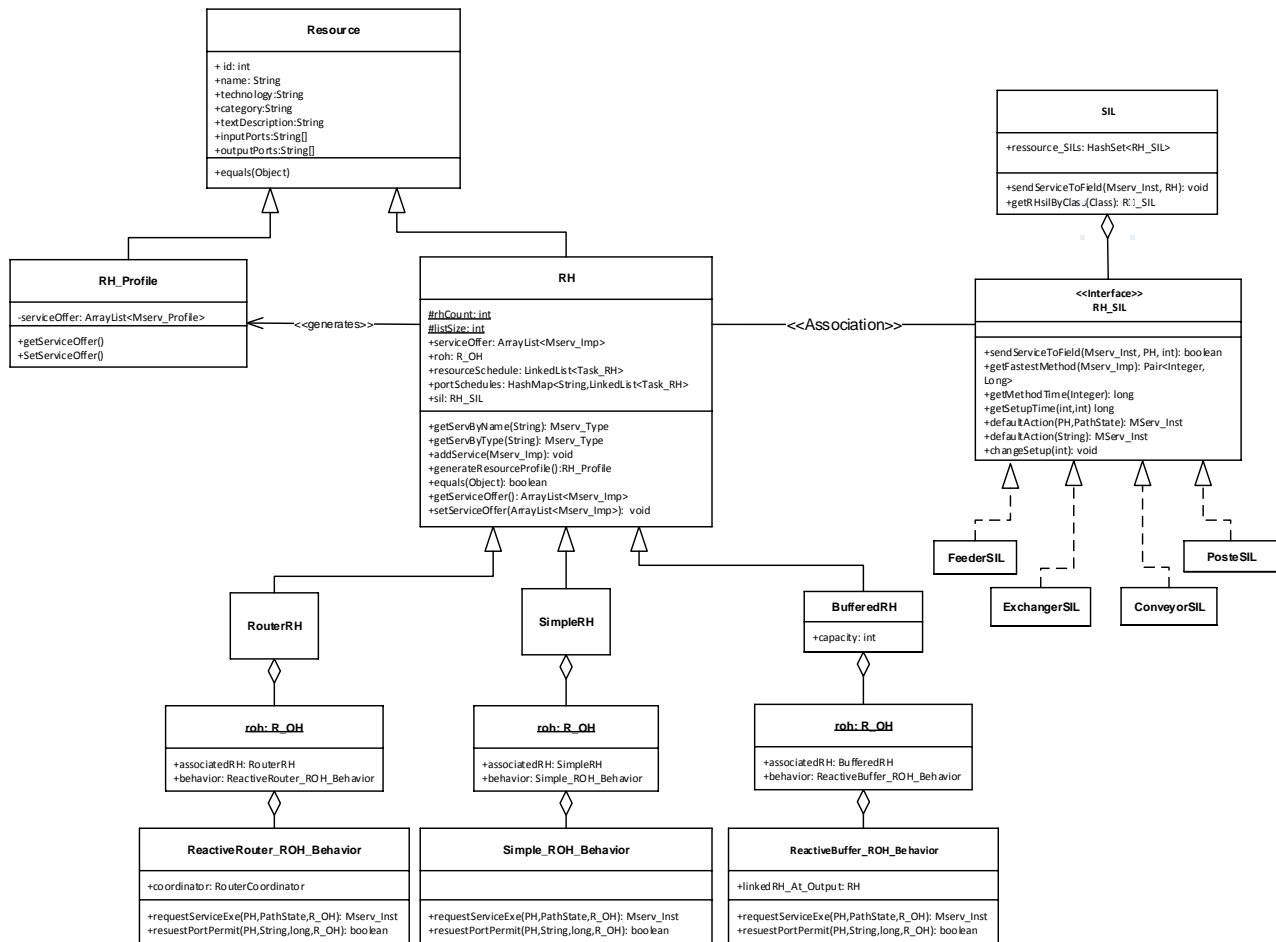 Resource
+ id: int
+name: String
+technology:String
+category:String
+textDescription:String
+inputPorts:String[]
+outputPorts:String[]
+equals(Object)
SIL
+ressource_SILs: HashSet<RH_SIL>
+sendServiceToField(Mserv_Inst, RH): void
+getRHsilByClass(Class): RH_SIL
RH_Profile
-serviceOffer: ArrayList<Mserv_Profile>
+getServiceOffer()
+SetServiceOffer()
<<generates>>
RH
#rhCount: int
#listSize: int
+serviceOffer: ArrayList<Mserv_Imp>
+roh: R_OH
+resourceSchedule: LinkedList<Task_RH>
+portSchedules: HashMap<String,LinkedList<Task_RH>
+sil: RH_SIL
+getServByName(String): Mserv_Type
+getServByType(String): Mserv_Type
+addService(Mserv_Imp): void
+generateResourceProfile():RH_Profile
+equals(Object): boolean
+getServiceOffer(): ArrayList<Mserv_Imp>
+setServiceOffer(ArrayList<Mserv_Imp>): void
<<Association>>
<<Interface>>
RH_SIL
+sendServiceToField(Mserv_Inst, PH, int): boolean
+getFastestMethod(Mserv_Imp): Pair<Integer,
Long>
+getMethodTime(Integer): long
+getSetupTime(int,int) long
+defaultAction(PH,PathState): MServ_Inst
+defaultAction(String): MServ_Inst
+changeSetup(int): void
FeederSIL
PosteSIL
ExchangerSIL
ConveyorSIL
RouterRH
SimpleRH
BufferedRH
+capacity: int
roh: R_OH
+associatedRH: RouterRH
+behavior: ReactiveRouter_ROH_Behavior
roh: R_OH
+associatedRH: SimpleRH
+behavior: Simple_ROH_Behavior
roh: R_OH
+associatedRH: BufferedRH
+behavior: ReactiveBuffer_ROH_Behavior
ReactiveRouter_ROH_Behavior
+coordinator: RouterCoordinator
+requestServiceExe(PH,PathState,R_OH): Mserv_Inst
+resuestPortPermit(PH,String,long,R_OH): boolean
Simple_ROH_Behavior
+requestServiceExe(PH,PathState,R_OH): Mserv_Inst
+resuestPortPermit(PH,String,long,R_OH): boolean
ReactiveBuffer_ROH_Behavior
+linkedRH_At_Output: RH
+requestServiceExe(PH,PathState,R_OH): Mserv_Inst
+resuestPortPermit(PH,String,long,R_OH): boolean